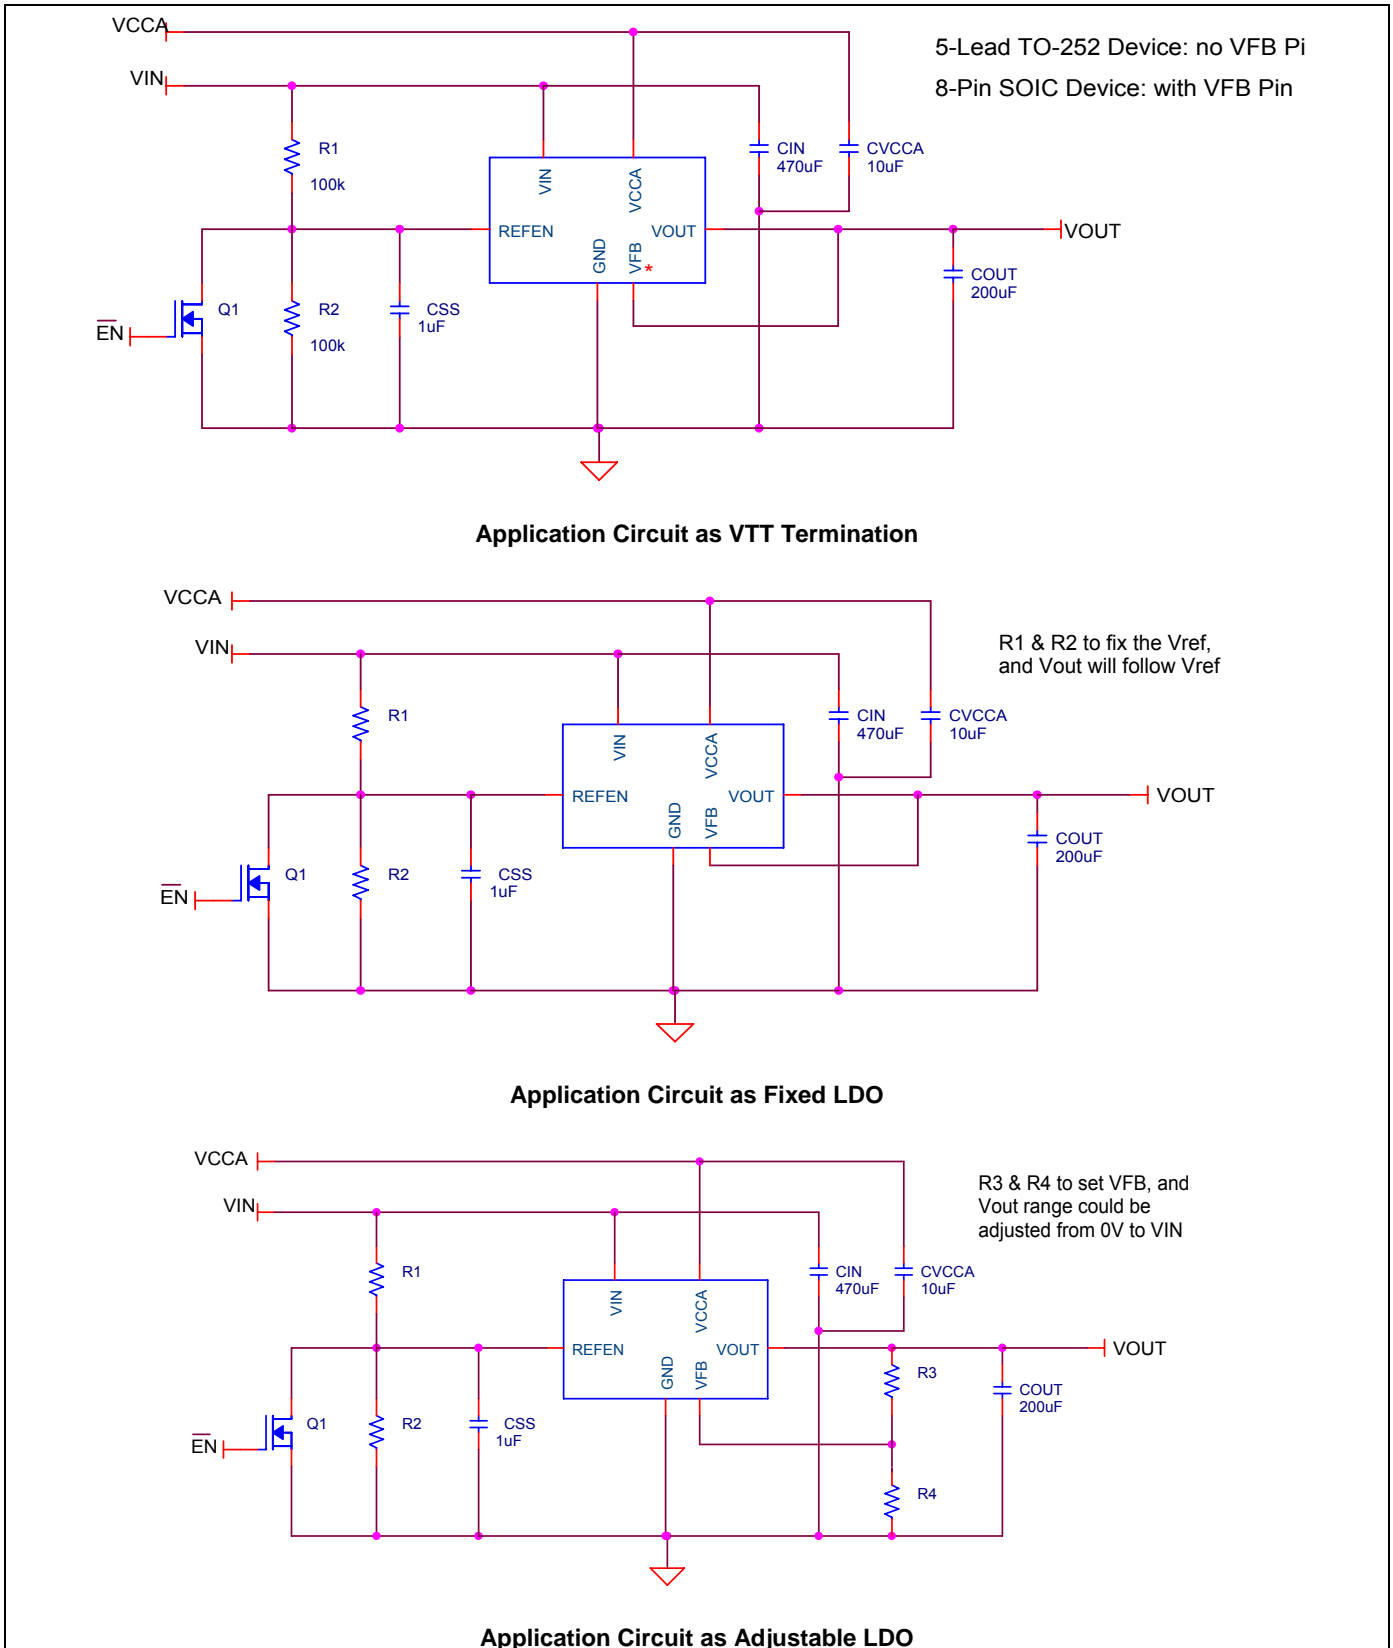 VCCA
VIN
5-Lead TO-252 Device: no VFB Pi
8-Pin SOIC Device: with VFB Pin
R1
100k
CIN
470uF
CVCCA
10uF
VIN
VCCA
REFEN
VOUT
GND
VFB
*
VOUT
COUT
200uF
EN
Q1
R2
100k
CSS
1uF
Application Circuit as VTT Termination
VCCA
VIN
R1 & R2 to fix the Vref,
and Vout will follow Vref
R1
CIN
470uF
CVCCA
10uF
VIN
VCCA
REFEN
VOUT
GND
VFB
VOUT
COUT
200uF
EN
Q1
R2
CSS
1uF
Application Circuit as Fixed LDO
VCCA
VIN
R3 & R4 to set VFB, and
Vout range could be
adjusted from 0V to VIN
R1
CIN
470uF
CVCCA
10uF
VIN
VCCA
REFEN
VOUT
GND
VFB
VOUT
R3
COUT
200uF
EN
Q1
R2
CSS
1uF
R4
Application Circuit as Adjustable LDO